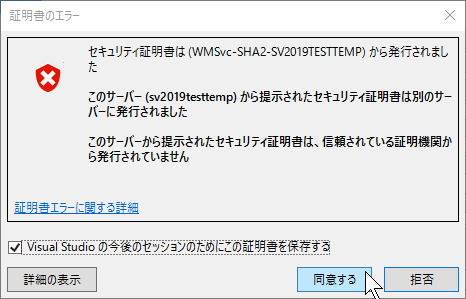 証明書のエラー
セキュリティ証明書は (WMSvc-SHA2-SV2019TESTTEMP) から発行されまし
た
このサーバー (sv2019testtemp) から提示されたセキュリティ証明書は別のサー
バーに発行されました
このサーバーから提示されたセキュリティ証明書は、信頼されている証明機関か
ら発行されていません
証明書エラーに関する詳細
Visual Studio の今後のセッションのためにこの証明書を保存する
詳細の表示
同意する
拒否